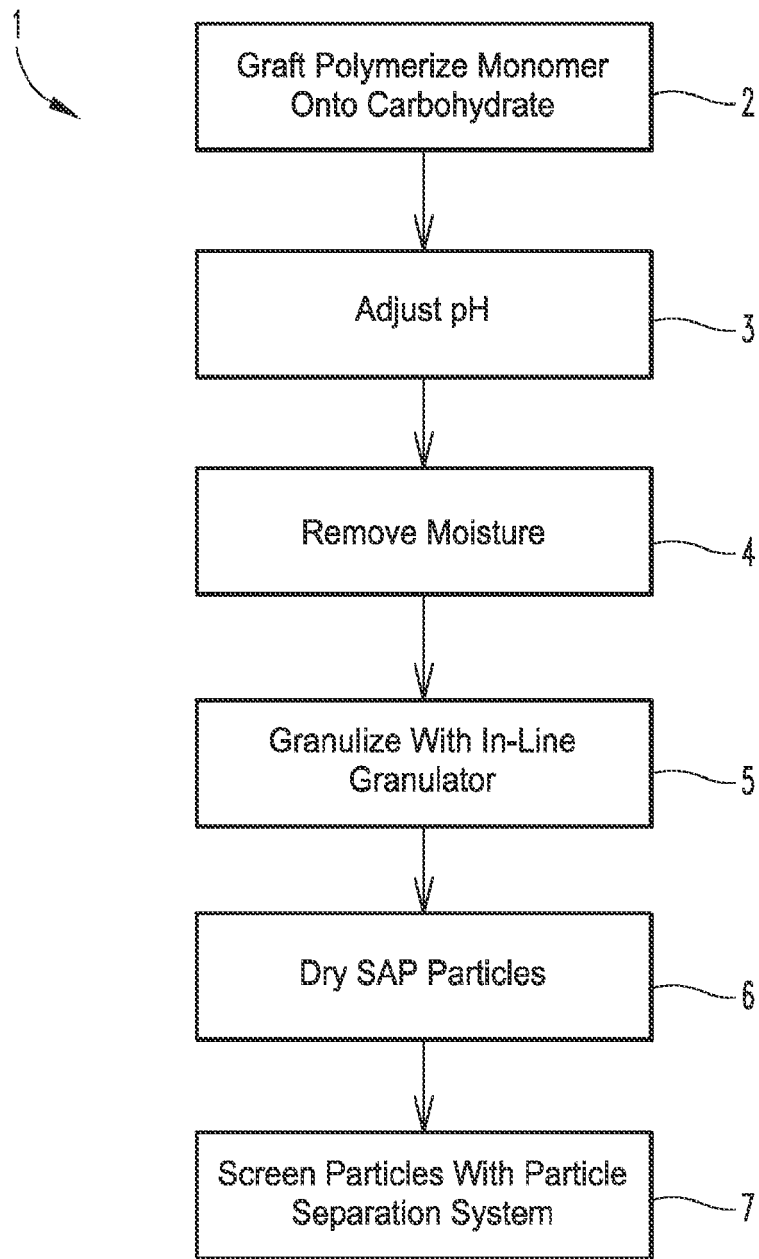 1
Graft Polymerize Monomer
Onto Carbohydrate
2
Adjust pH
3
Remove Moisture
4
Granulize With In-Line
Granulator
5
Dry SAP Particles
6
Screen Particles With Particle
Separation System
7